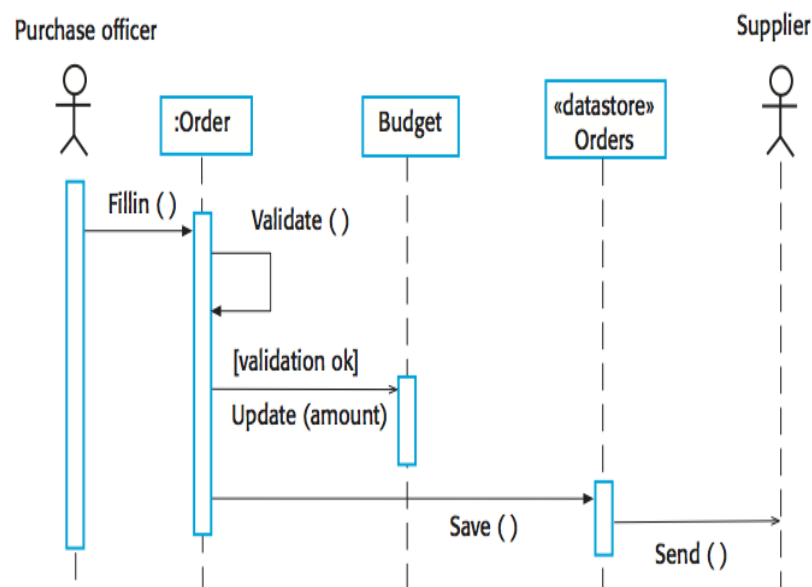 Purchase officer
Supplier
:Order
Budget
«datastore»
Orders
Fillin ( )
Validate ( )
[validation ok]
Update (amount)
Save ( )
Send ( )